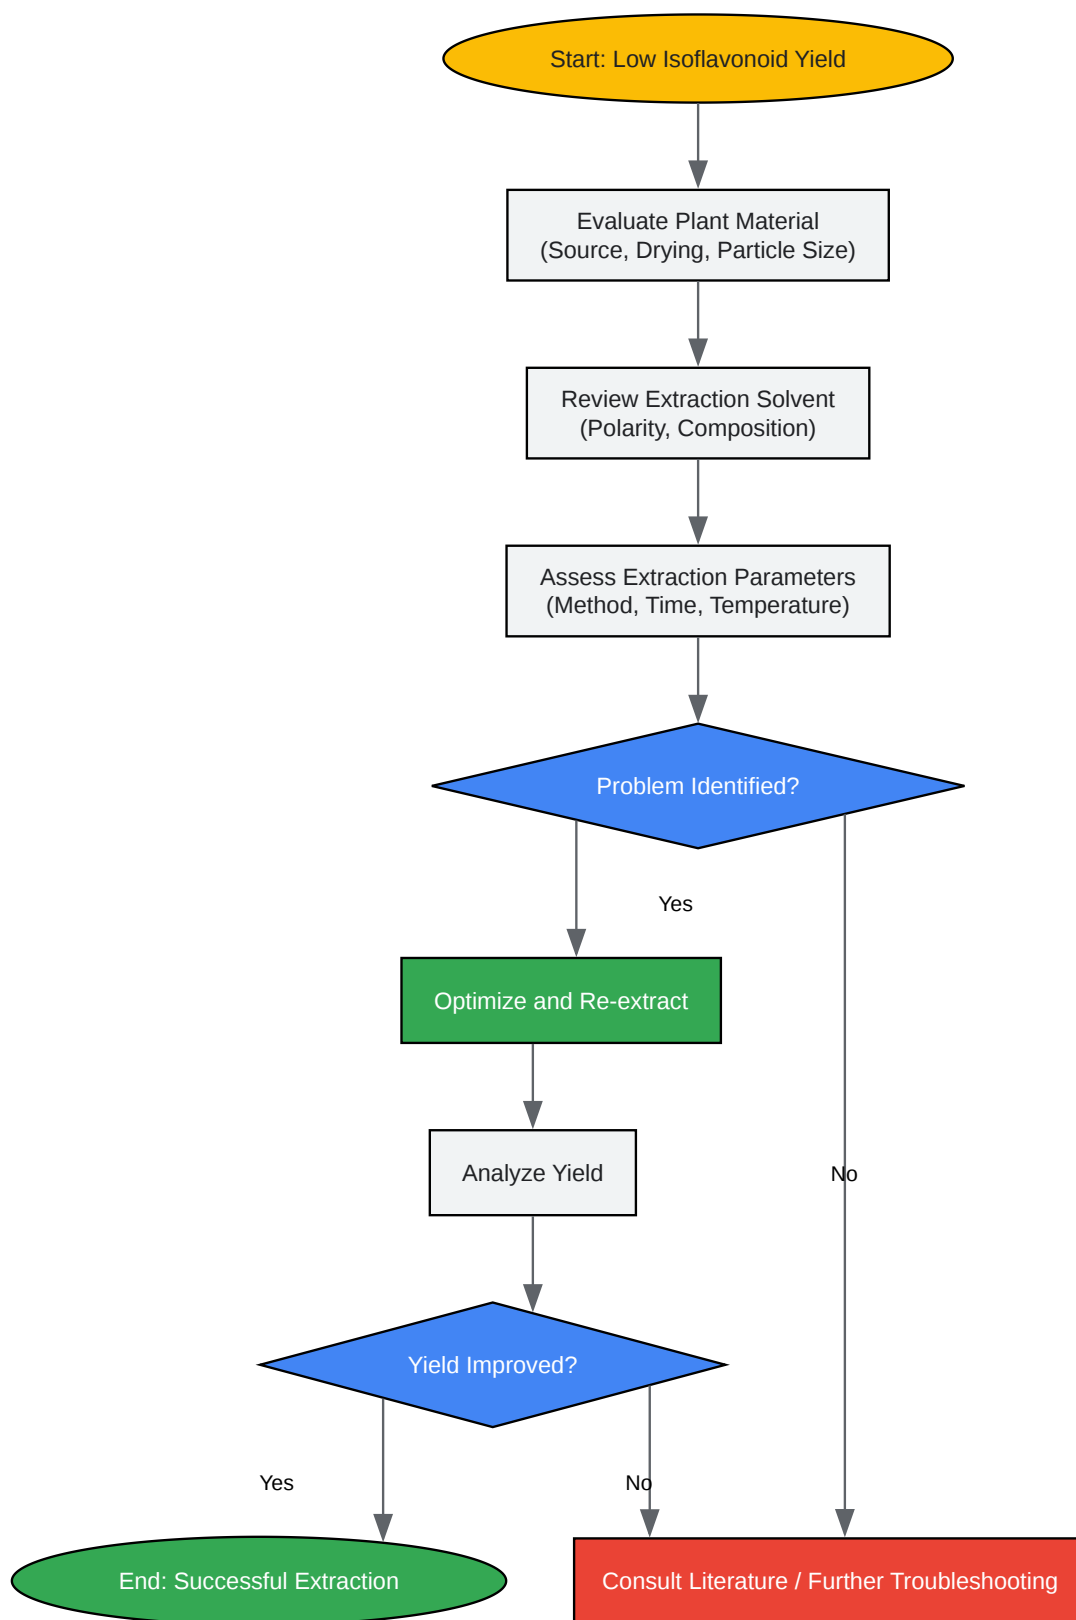 Start: Low Isoflavonoid Yield
Evaluate Plant Material
(Source, Drying, Particle Size)
Review Extraction Solvent
(Polarity, Composition)
Assess Extraction Parameters
(Method, Time, Temperature)
Problem Identified?
Yes
Optimize and Re-extract
Analyze Yield
No
Yield Improved?
Yes
No
End: Successful Extraction
Consult Literature / Further Troubleshooting